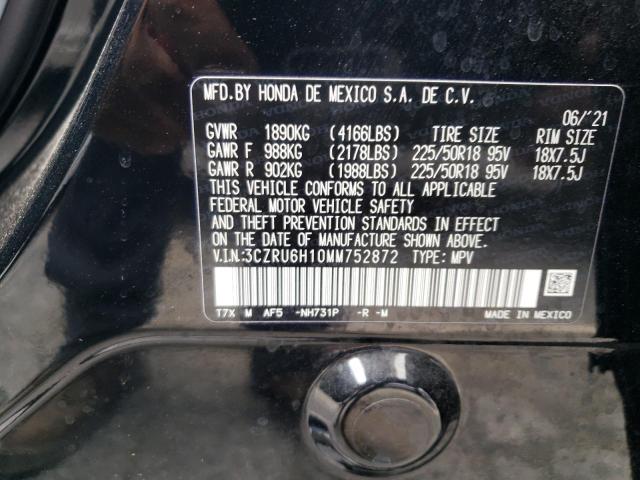 MFD.BY HONDA DE MEXICO S.A. DE C.V.
06/'21
GVWR 1890KG (4166LBS) TIRE SIZE RIM SIZE
GAWR F 988KG (2178LBS) 225/50R18 95V 18X7.5J
GAWR R 902KG (1988LBS) 225/50R18 95V 18X7.5J
THIS VEHICLE CONFORMS TO ALL APPLICABLE
FEDERAL MOTOR VEHICLE SAFETY
AND THEFT PREVENTION STANDARDS IN EFFECT
ON THE DATE OF MANUFACTURE SHOWN ABOVE.
V.I.N:3CZRU6H10MM752872 TYPE: MPV
T7X M AF5 -NH731P -R -M MADE IN MEXICO